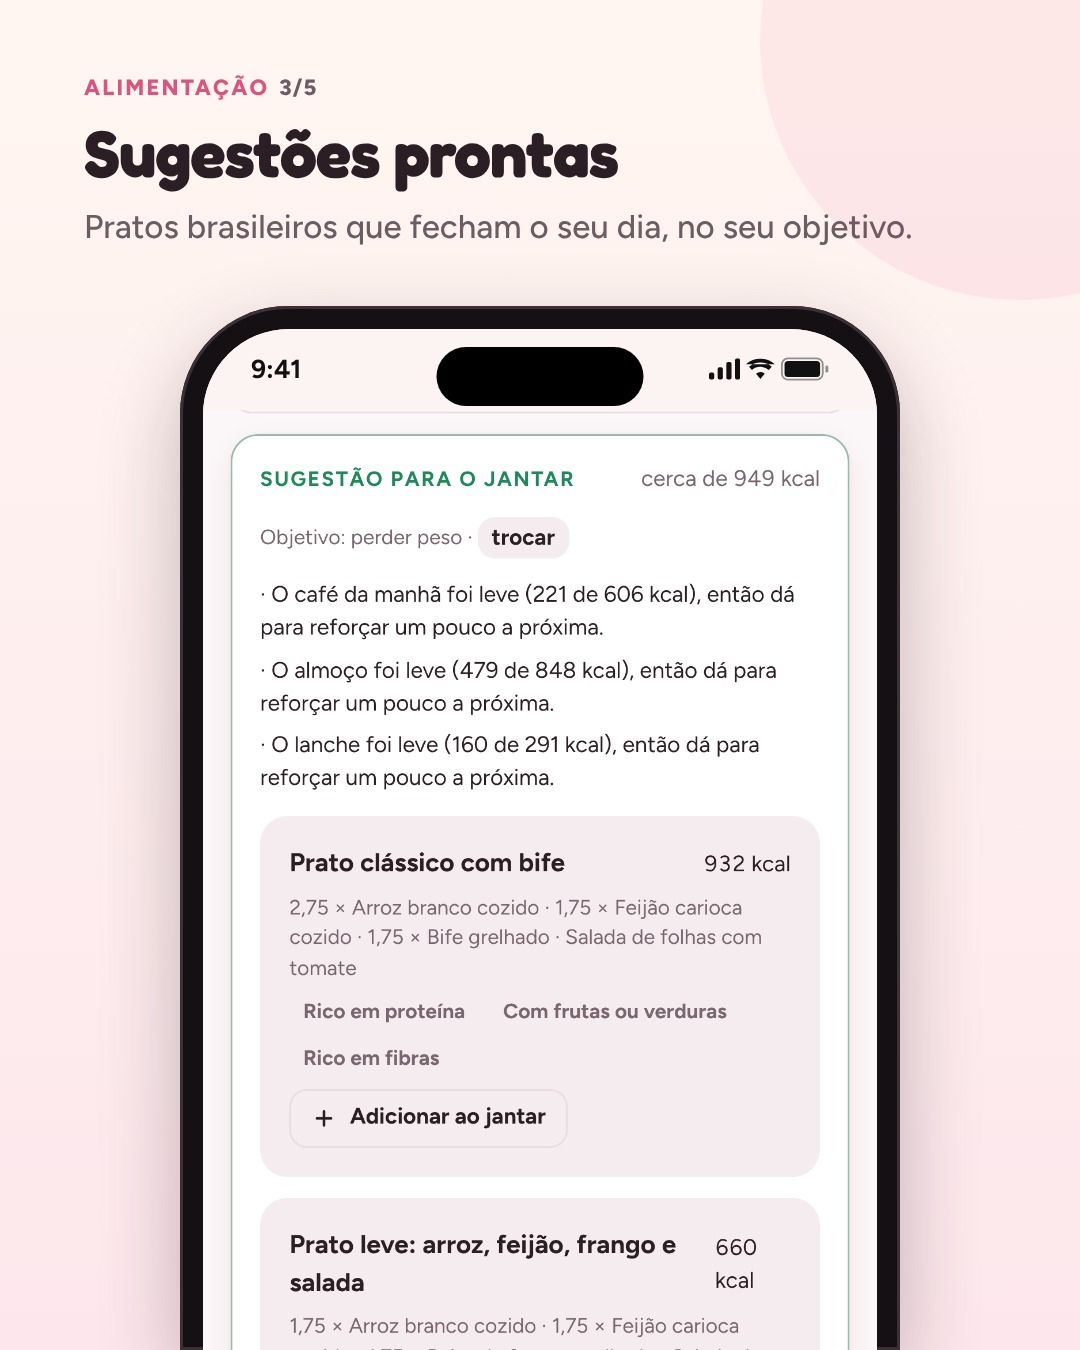 ALIMENTAÇÃO 3/5
Sugestões prontas
Pratos brasileiros que fecham o seu dia, no seu objetivo.
9:41
SUGESTÃO PARA O JANTAR cerca de 949 kcal
Objetivo: perder peso · trocar
· O café da manhã foi leve (221 de 606 kcal), então dá
para reforçar um pouco a próxima.
· O almoço foi leve (479 de 848 kcal), então dá para
reforçar um pouco a próxima.
· O lanche foi leve (160 de 291 kcal), então dá para
reforçar um pouco a próxima.
Prato clássico com bife 932 kcal
2,75 × Arroz branco cozido · 1,75 × Feijão carioca
cozido · 1,75 × Bife grelhado · Salada de folhas com
tomate
Rico em proteína Com frutas ou verduras
Rico em fibras
+ Adicionar ao jantar
Prato leve: arroz, feijão, frango e 660
salada kcal
1,75 × Arroz branco cozido · 1,75 × Feijão carioca